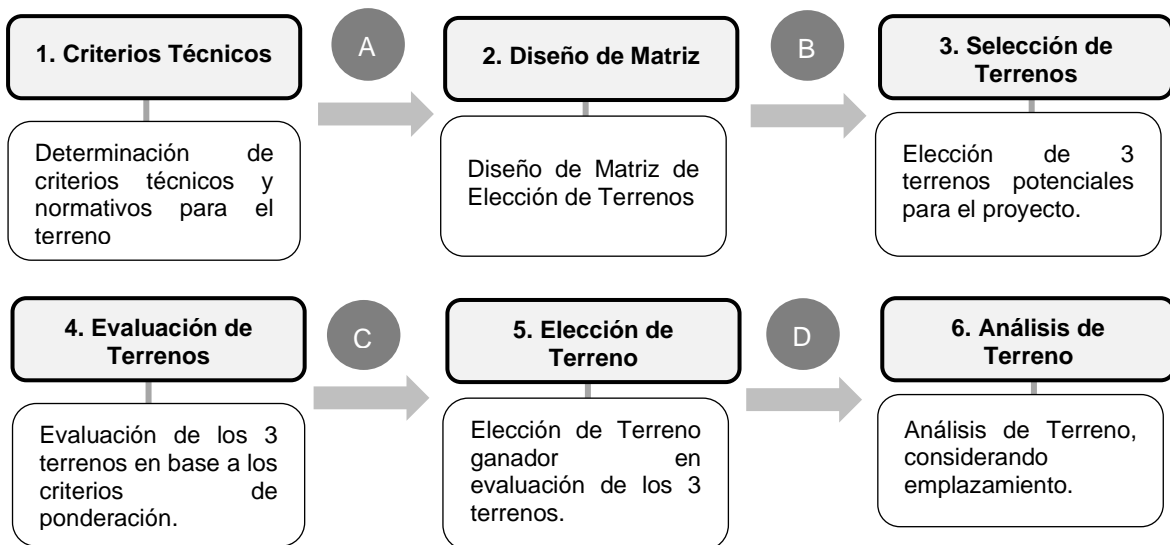 1. Criterios Técnicos
A
2. Diseño de Matriz
B
3. Selección de
Terrenos
Determinación de
criterios técnicos y
normativos para el
terreno
Diseño de Matriz de
Elección de Terrenos
Elección de 3
terrenos potenciales
para el proyecto.
4. Evaluación de
Terrenos
C
5. Elección de
Terreno
D
6. Análisis de
Terreno
Evaluación de los 3
terrenos en base a los
criterios de
ponderación.
Elección de Terreno
ganador en
evaluación de los 3
terrenos.
Análisis de Terreno,
considerando
emplazamiento.